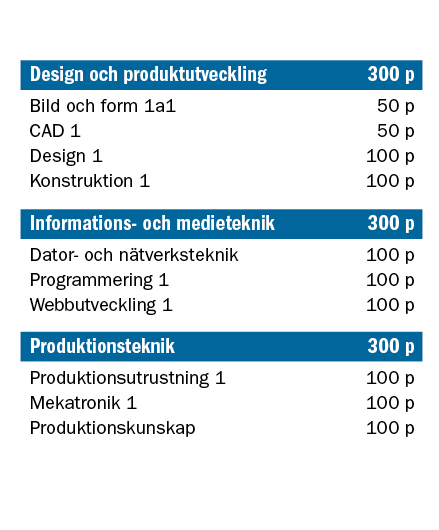 Design och produktutveckling 300 p
Bild och form 1a1 50 p
CAD 1 50 p
Design 1 100 p
Konstruktion 1 100 p
Informations- och medieteknik 300 p
Dator- och nätverksteknik 100 p
Programmering 1 100 p
Webbutveckling 1 100 p
Produktionsteknik 300 p
Produktionsutrustning 1 100 p
Mekatronik 1 100 p
Produktionskunskap 100 p